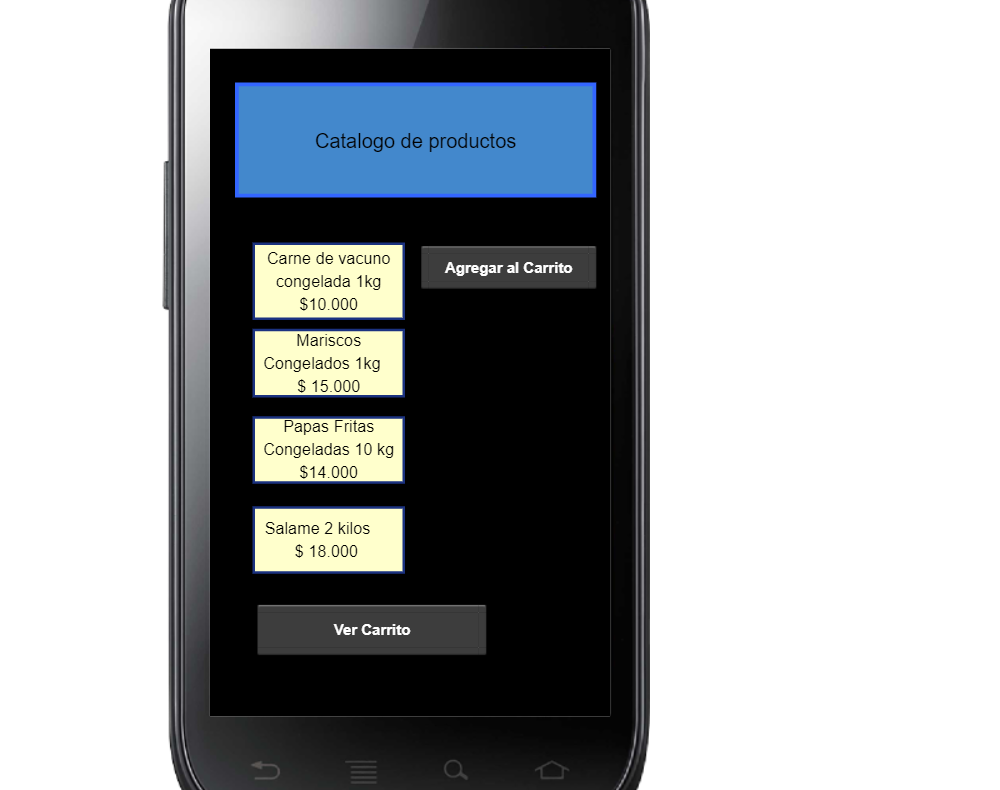 Catalogo de productos
Carne de vacuno
congelada 1kg
$10.000
Agregar al Carrito
Mariscos
Congelados 1kg
$ 15.000
Papas Fritas
Congeladas 10 kg
$14.000
Salame 2 kilos
$ 18.000
Ver Carrito